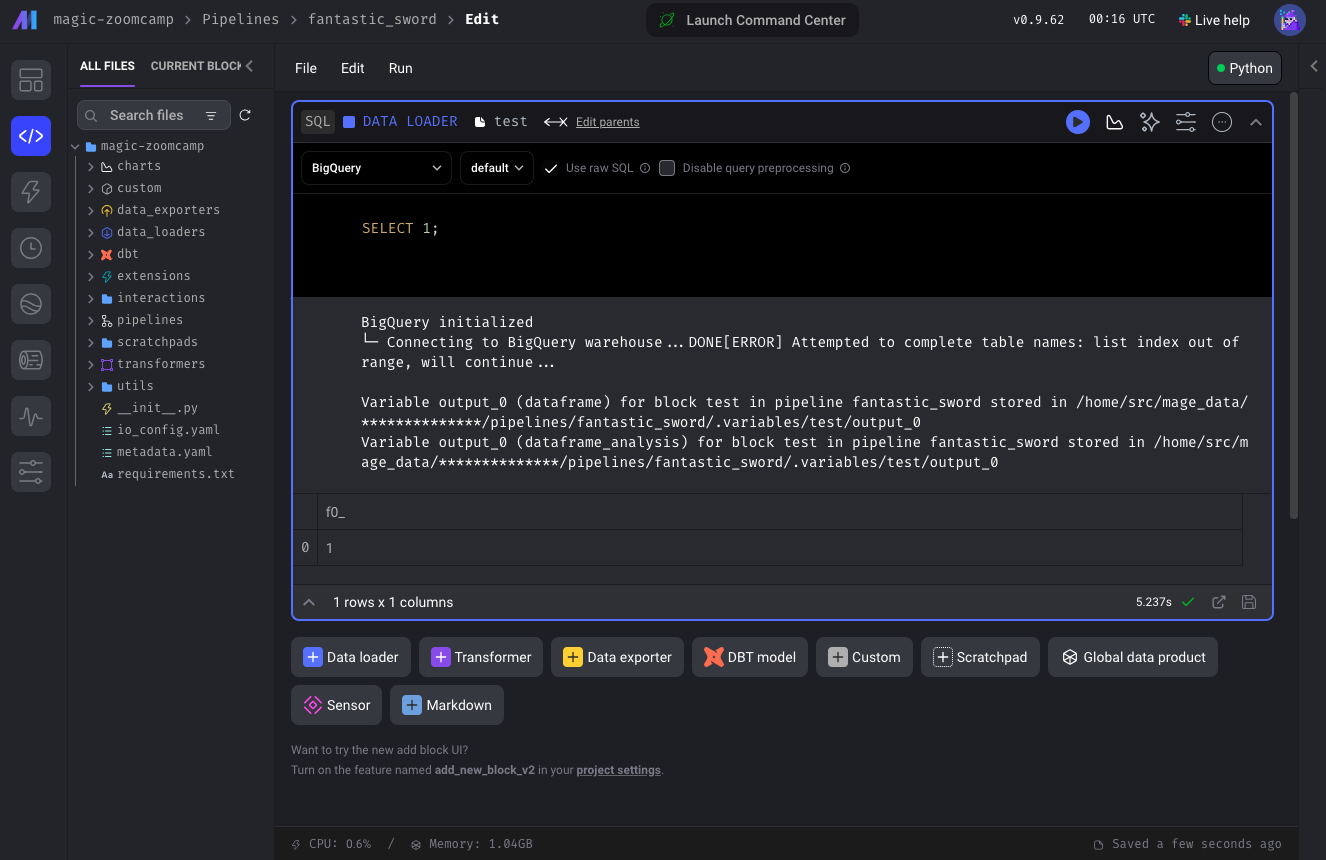 magic-zoomcamp > Pipelines > fantastic_sword > Edit
Launch Command Center
v0.9.62
00:16 UTC
Live help
ALL FILES
CURRENT BLOCK
Search files
magic-zoomcamp
charts
custom
data_exporters
data_loaders
dbt
extensions
interactions
pipelines
scratchpads
transformers
utils
__init__.py
io_config.yaml
metadata.yaml
Aa requirements.txt
File Edit Run
Python
SQL DATA LOADER test Edit parents
BigQuery default Use raw SQL Disable query preprocessing
SELECT 1;
BigQuery initialized
└─ Connecting to BigQuery warehouse...DONE[ERROR] Attempted to complete table names: list index out of
range, will continue...
Variable output_0 (dataframe) for block test in pipeline fantastic_sword stored in /home/src/mage_data/
**************/pipelines/fantastic_sword/.variables/test/output_0
Variable output_0 (dataframe_analysis) for block test in pipeline fantastic_sword stored in /home/src/m
age_data/**************/pipelines/fantastic_sword/.variables/test/output_0
f0_
0 1
1 rows x 1 columns
5.237s
Data loader
Transformer
Data exporter
DBT model
Custom
Scratchpad
Global data product
Sensor
Markdown
Want to try the new add block UI?
Turn on the feature named add_new_block_v2 in your project settings.
CPU: 0.6% / Memory: 1.04GB
Saved a few seconds ago